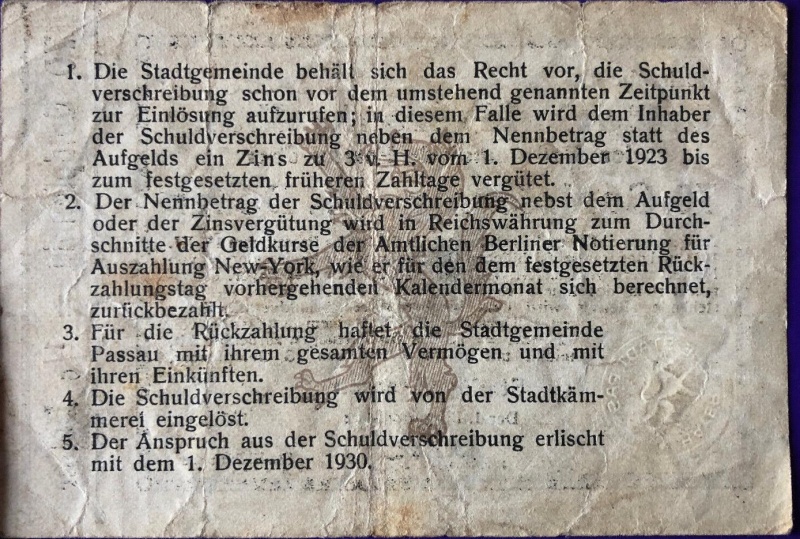 1. Die Stadtgemeinde behält sich das Recht vor, die Schuld-
verschreibung schon vor dem umstehend genannten Zeitpunkt
zur Einlösung aufzurufen; in diesem Falle wird dem Inhaber
der Schuldverschreibung neben dem Nennbetrag statt des
Aufgelds ein Zins zu 3 v. H. vom 1. Dezember 1923 bis
zum festgesetzten früheren Zahltage vergütet.
2. Der Nennbetrag der Schuldverschreibung nebst dem Aufgeld
oder der Zinsvergütung wird in Reichswährung zum Durch-
schnitte der Geldkurse der Amtlichen Berliner Notierung für
Auszahlung New-York, wie er für den dem festgesetzten Rück-
zahlungstag vorhergehenden Kalendermonat sich berechnet,
zurückbezahlt.
3. Für die Rückzahlung haftet die Stadtgemeinde
Passau mit ihrem gesamten Vermögen und mit
ihren Einkünften.
4. Die Schuldverschreibung wird von der Stadtkäm-
merei eingelöst.
5. Der Anspruch aus der Schuldverschreibung erlischt
mit dem 1. Dezember 1930.